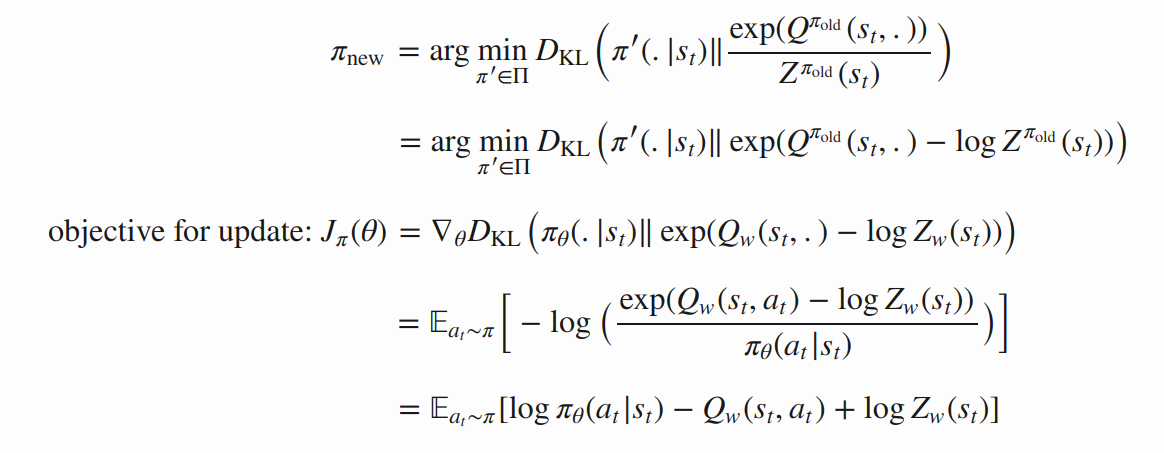 π_new = arg min_{π′∈Π} D_KL ( π′(. |s_t)‖ exp(Q^{π_old}(s_t, . )) / Z^{π_old}(s_t) )
= arg min_{π′∈Π} D_KL ( π′(. |s_t)‖ exp(Q^{π_old}(s_t, . ) − log Z^{π_old}(s_t)) )
objective for update: J_π(θ) = ∇_θ D_KL ( π_θ(. |s_t)‖ exp(Q_w(s_t, . ) − log Z_w(s_t)) )
= 𝔼_{a_t∼π} [ − log ( exp(Q_w(s_t, a_t) − log Z_w(s_t)) / π_θ(a_t|s_t) ) ]
= 𝔼_{a_t∼π} [log π_θ(a_t|s_t) − Q_w(s_t, a_t) + log Z_w(s_t)]